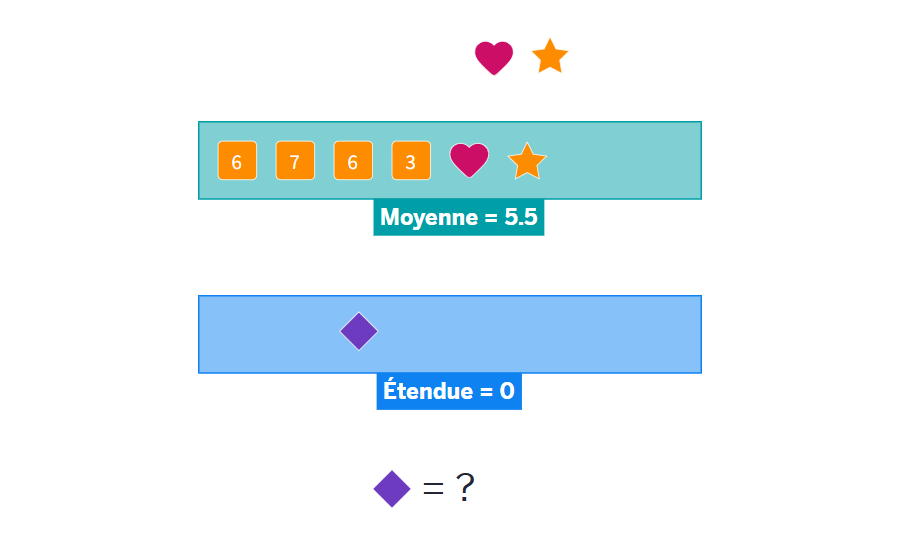 6 7 6 3
Moyenne = 5.5
Étendue = 0
= ?